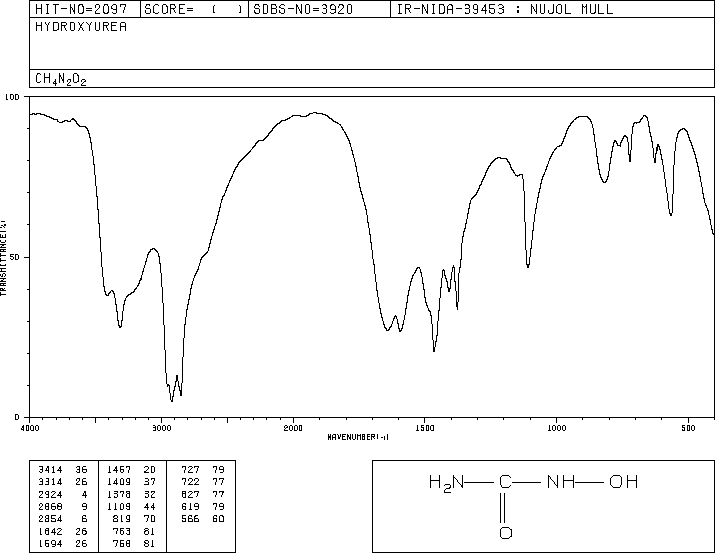 HIT-NO=2097 SCORE= ( ) SDBS-NO=3920 IR-NIDA-39453 : NUJOL MULL
HYDROXYUREA
CH4N2O2
100
50
0
TRANSMITTANCE(%)
4000 3000 2000 1500 1000 500
WAVENUMBER(-1)
3414 36 1467 20 727 79
3314 26 1409 37 722 77
2924 4 1378 32 627 77
2868 9 1109 44 619 79
2854 6 819 70 566 60
1642 26 763 81
1594 26 758 81
H2N C NH OH
O